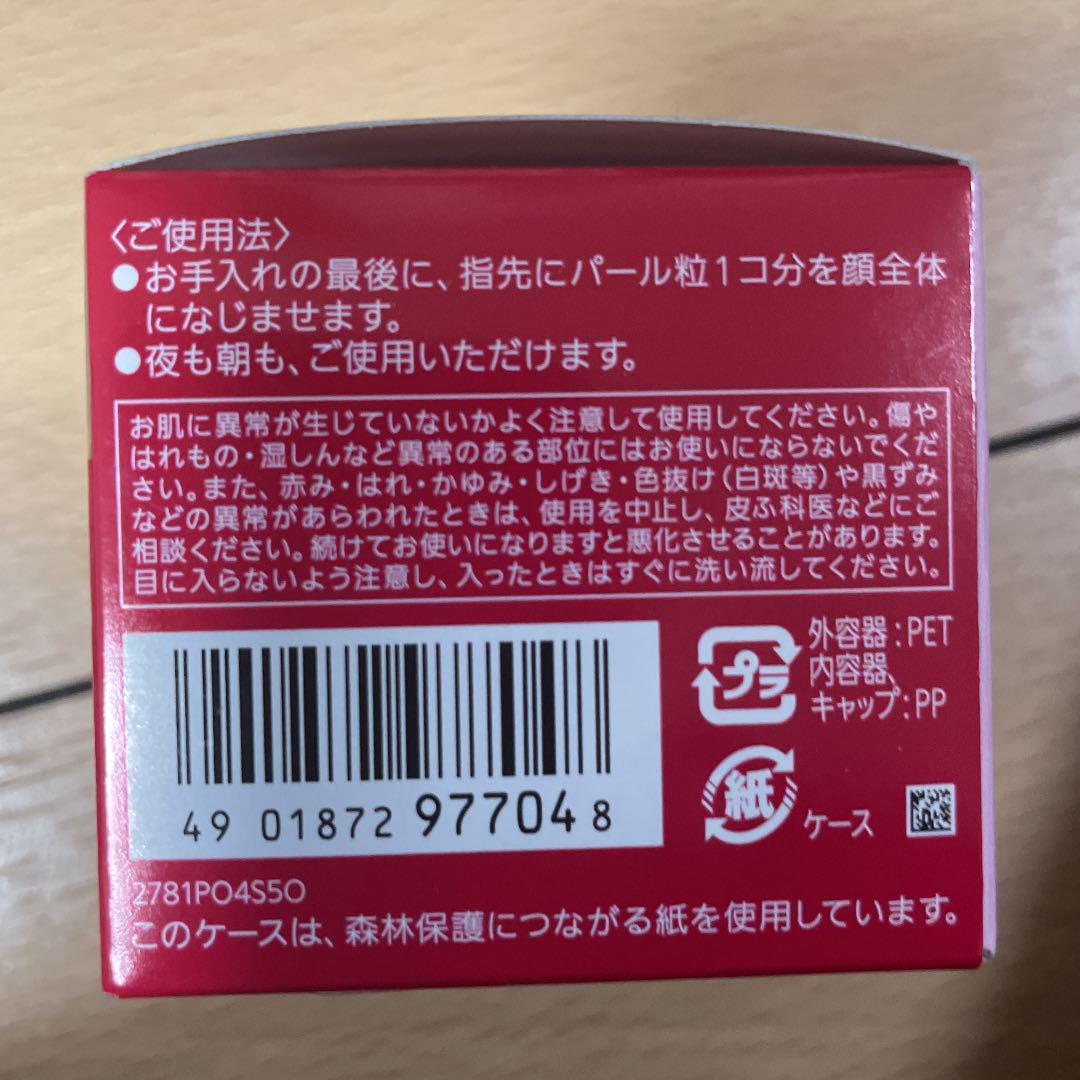 〈ご使用法〉
●お手入れの最後に、指先にパール粒1コ分を顔全体
になじませます。
●夜も朝も、ご使用いただけます。
お肌に異常が生じていないかよく注意して使用してください。傷や
はれもの・湿しんなど異常のある部位にはお使いにならないでくだ
さい。また、赤み・はれ・かゆみ・しげき・色抜け（白斑等）や黒ずみ
などの異常があらわれたときは、使用を中止し、皮ふ科医などにご
相談ください。続けてお使いになりますと悪化させることがあります。
目に入らないよう注意し、入ったときはすぐに洗い流してください。
49 01872 97704 8
プラ
外容器：PET
内容器、
キャップ：PP
紙
ケース
2781PO4S5O
このケースは、森林保護につながる紙を使用しています。